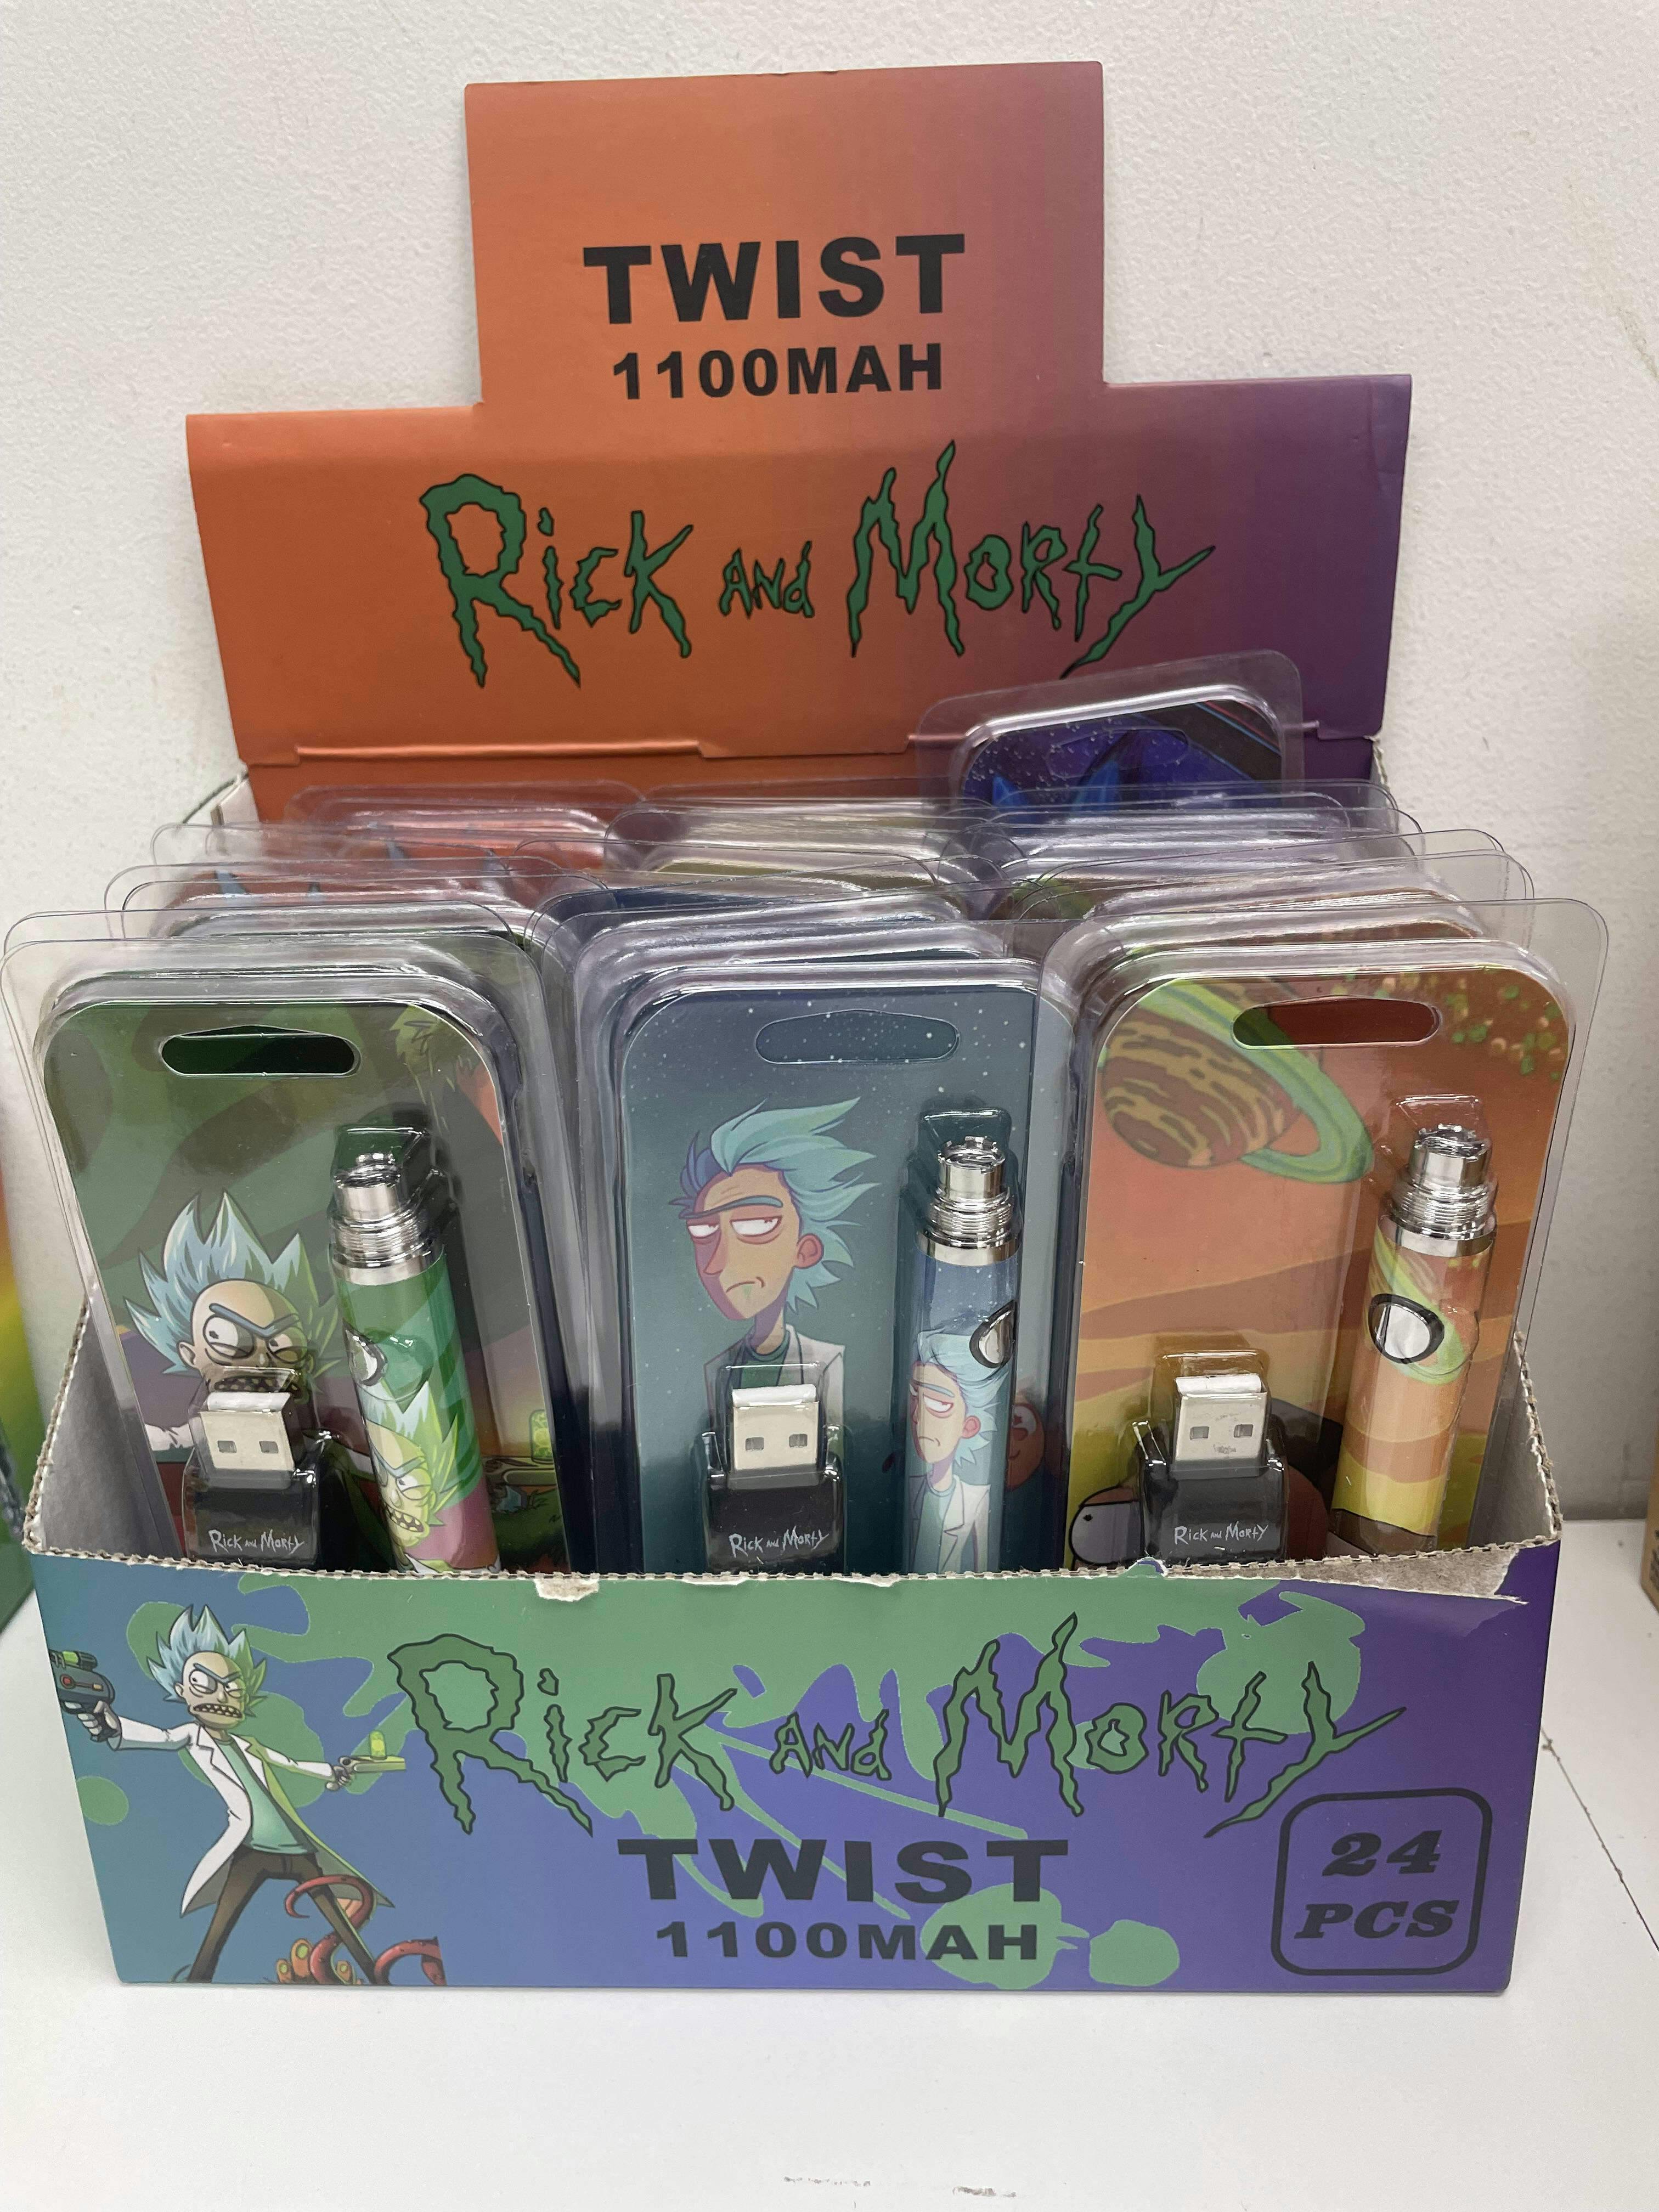 TWIST
1100MAH
Rick and Morty
Rick and Morty
Rick and Morty
Rick and Morty
Rick and Morty
TWIST
1100MAH
24
PCS